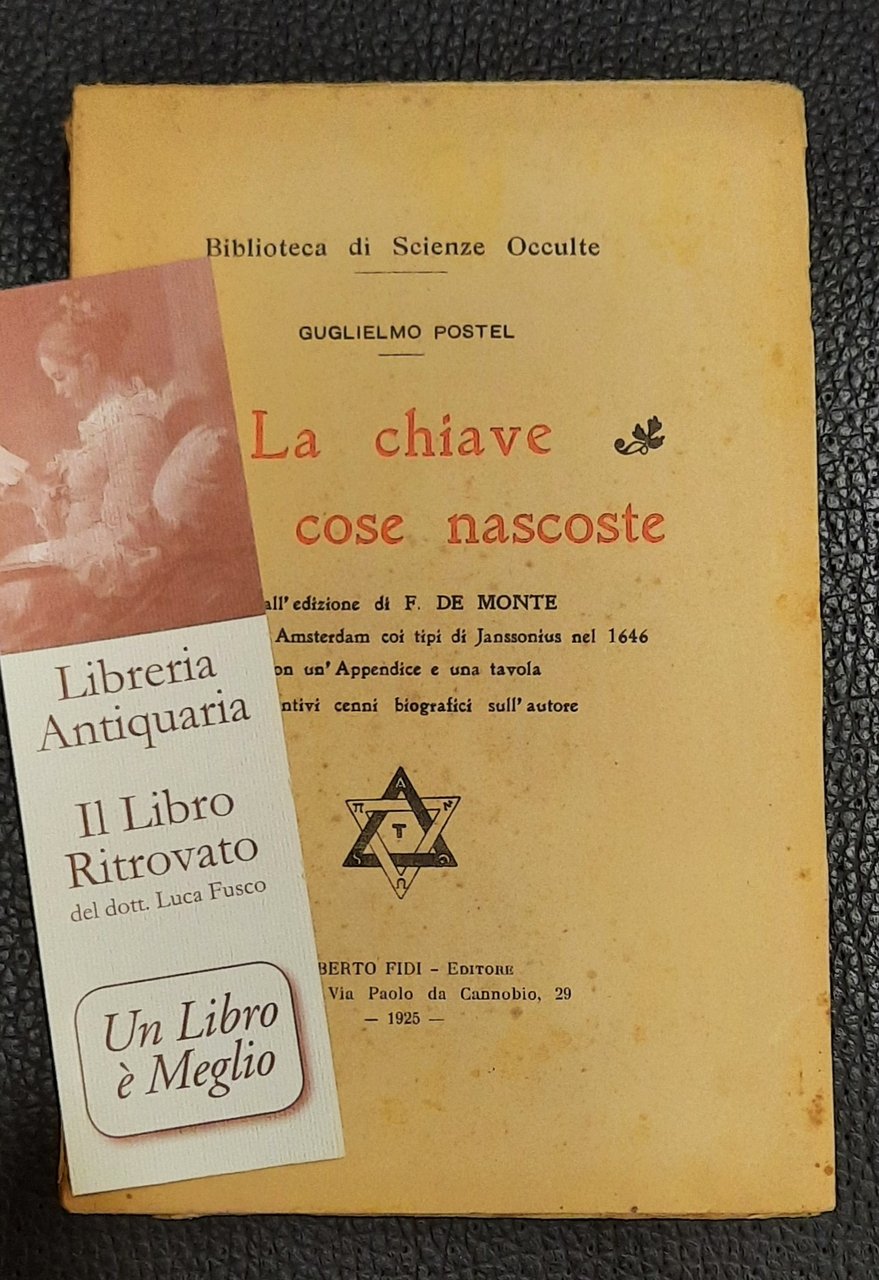 Biblioteca di Scienze Occulte
GUGLIELMO POSTEL
La chiave
cose nascoste
all'edizione di F. DE MONTE
Amsterdam coi tipi di Janssonius nel 1646
on un'Appendice e una tavola
ntivi cenni biografici sull'autore
A
T
Ω
BERTO FIDI - EDITORE
Via Paolo da Cannobio, 29
— 1925 —
Libreria
Antiquaria
Il Libro
Ritrovato
del dott. Luca Fusco
Un Libro
è Meglio